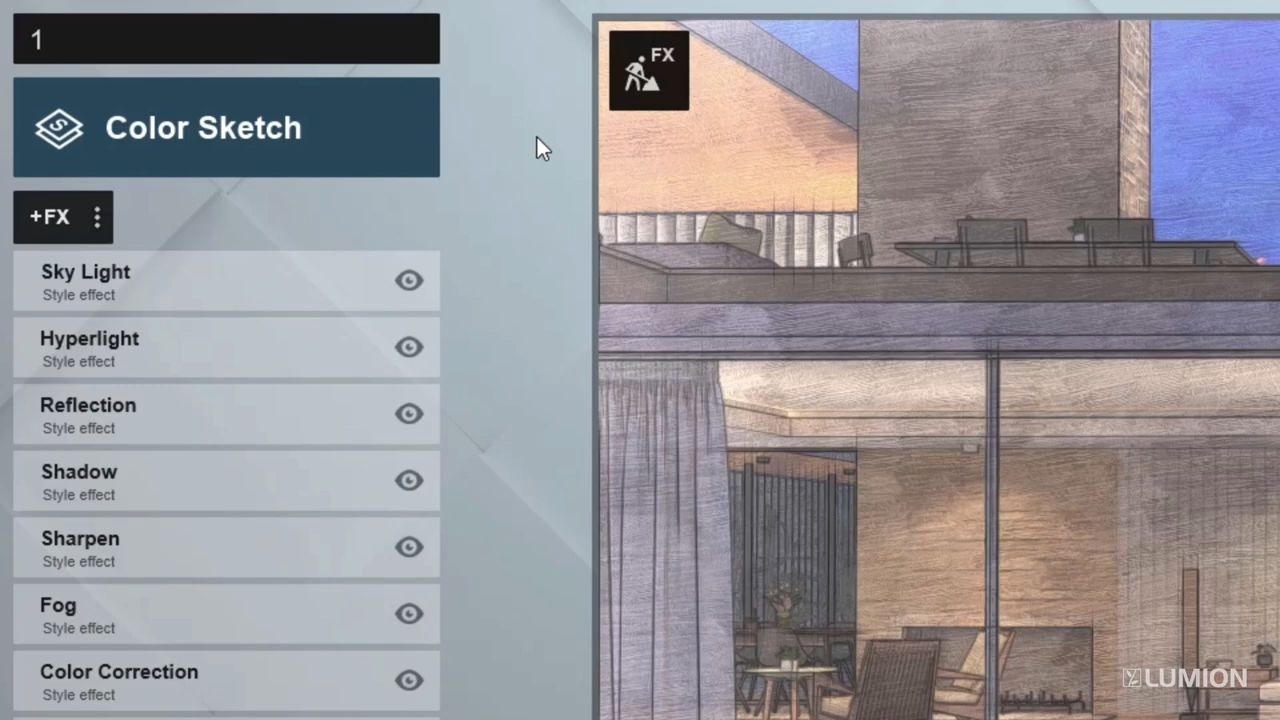 1
Color Sketch
+FX
Sky Light
Style effect
Hyperlight
Style effect
Reflection
Style effect
Shadow
Style effect
Sharpen
Style effect
Fog
Style effect
Color Correction
Style effect
FX
LUMION